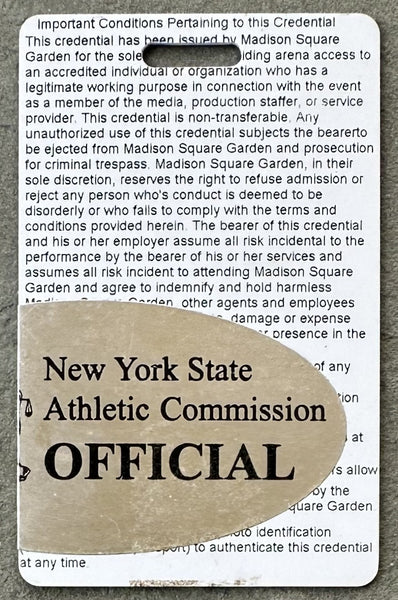 Important Conditions Pertaining to this Credential
This credential has been issued by Madison Square
Garden for the sole iding arena access to
an accredited individual or organization who has a
legitimate working purpose in connection with the event
as a member of the media, production staffer, or service
provider. This credential is non-transferable. Any
unauthorized use of this credential subjects the bearerto
be ejected from Madison Square Garden and prosecution
for criminal trespass. Madison Square Garden, in their
sole discretion, reserves the right to refuse admission or
reject any person who's conduct is deemed to be
disorderly or who fails to comply with the terms and
conditions provided herein. The bearer of this credential
and his or her employer assume all risk incidental to the
performance by the bearer of his or her services and
assumes all risk incident to attending Madison Square
Garden and agree to indemnify and hold harmless
Madison Square Garden, other agents and employees
damage or expense
or presence in the
of any
New York State
Athletic Commission
OFFICIAL
tion
at
rs allow
by the
quare Garden
oto identification
port) to authenticate this credential
at any time.